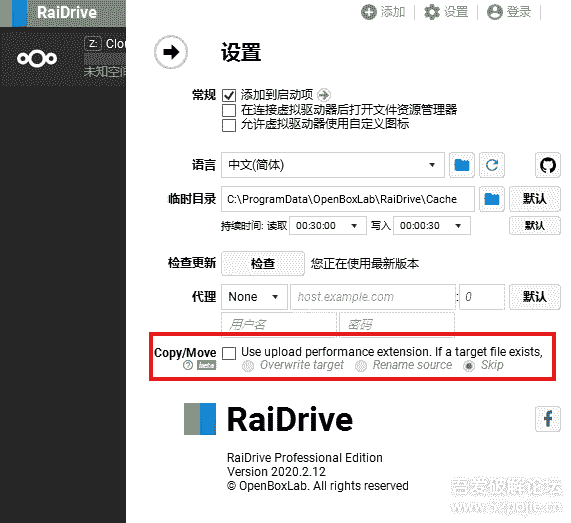 RaiDrive
添加 设置 登录
Z: Clou
未知空间
设置
常规 添加到启动项
在连接虚拟驱动器后打开文件资源管理器
允许虚拟驱动器使用自定义图标
语言 中文(简体)
临时目录 C:\ProgramData\OpenBoxLab\RaiDrive\Cache 默认
持续时间: 读取 00:30:00 写入 00:00:30 默认
检查更新 检查 您正在使用最新版本
代理 None host.example.com : 0 默认
用户名 密码
Copy/Move Use upload performance extension. If a target file exists,
beta Overwrite target Rename source Skip
RaiDrive
RaiDrive Professional Edition
Version 2020.2.12
© OpenBoxLab. All rights reserved
吾爱破解论坛
www.52pojie.cn